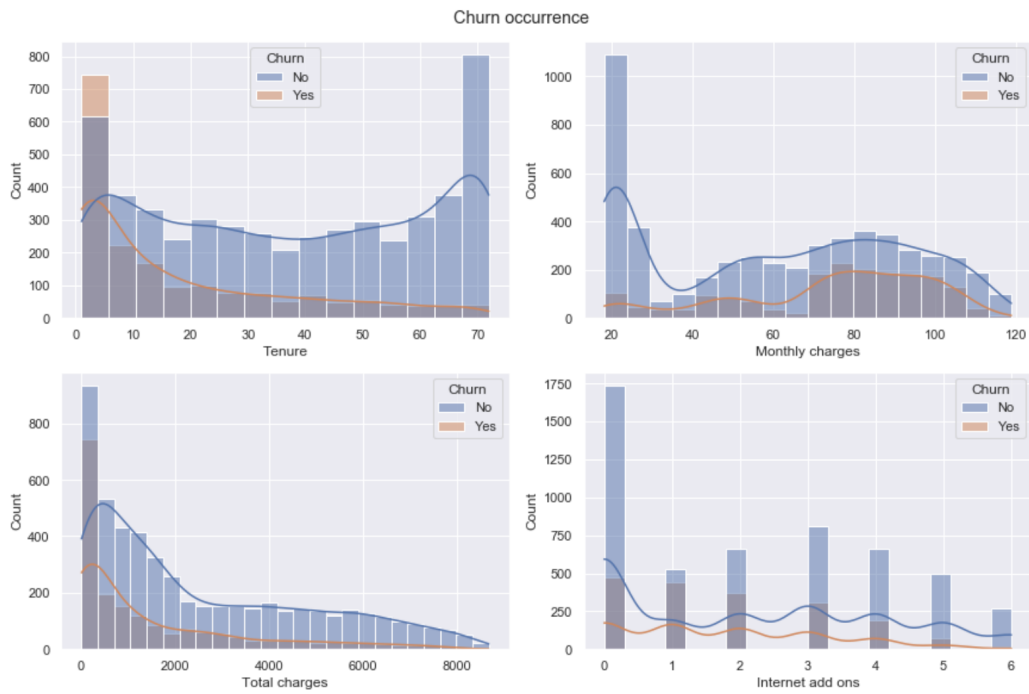 Churn occurrence
800
700
600
500
400
300
200
100
0
Count
Churn
No
Yes
0 10 20 30 40 50 60 70
Tenure
1000
800
600
400
200
0
Count
Churn
No
Yes
20 40 60 80 100 120
Monthly charges
800
600
400
200
0
Count
Churn
No
Yes
0 2000 4000 6000 8000
Total charges
1750
1500
1250
1000
750
500
250
0
Count
Churn
No
Yes
0 1 2 3 4 5 6
Internet add ons